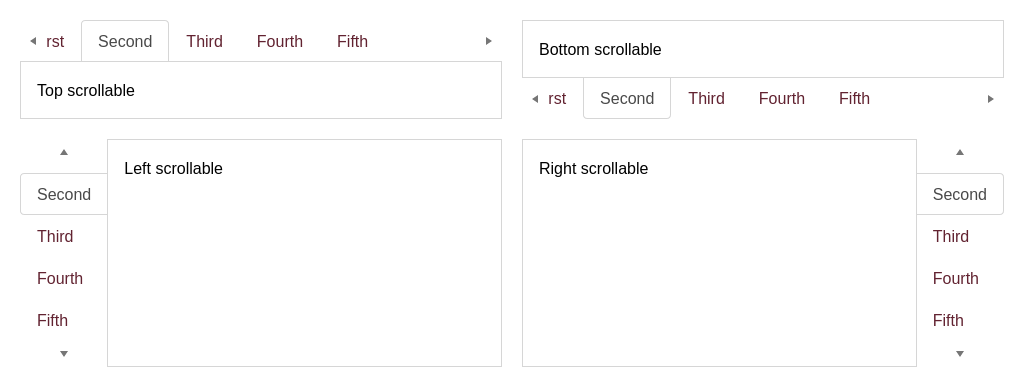 rst Second Third Fourth Fifth
Top scrollable
Bottom scrollable
rst Second Third Fourth Fifth
Second
Third
Fourth
Fifth
Left scrollable
Right scrollable
Second
Third
Fourth
Fifth